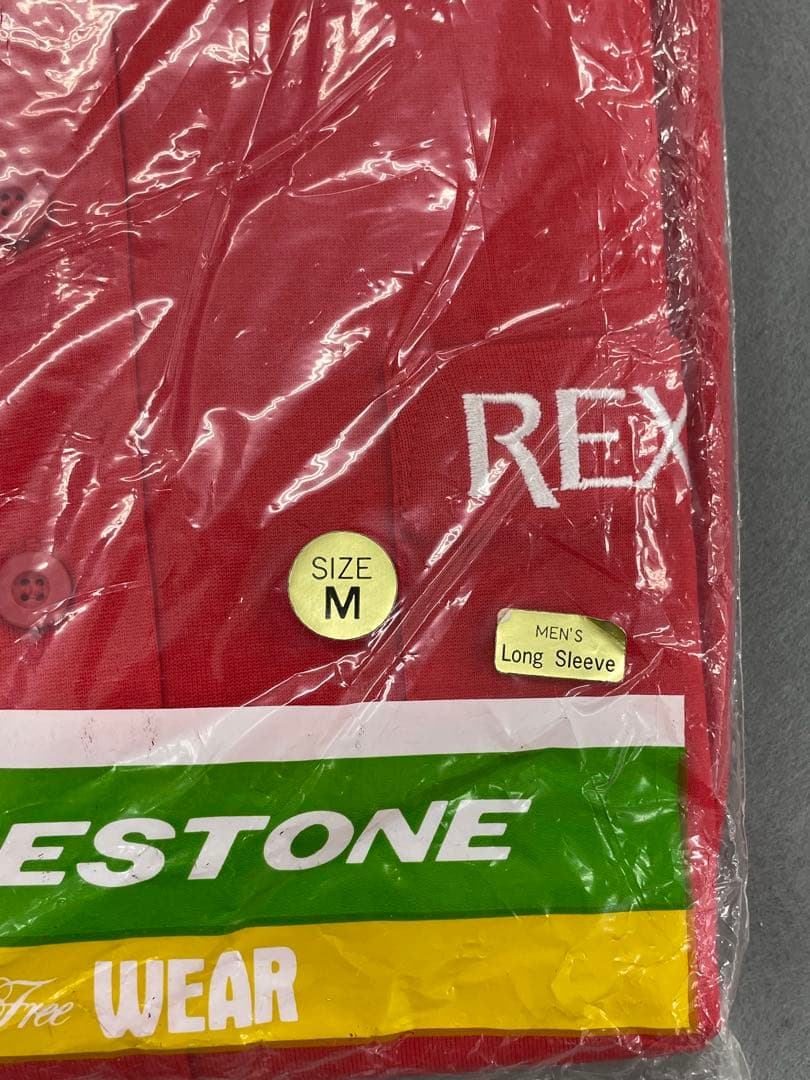 REX
SIZE
M
MEN'S
Long Sleeve
ESTONE
Free WEAR